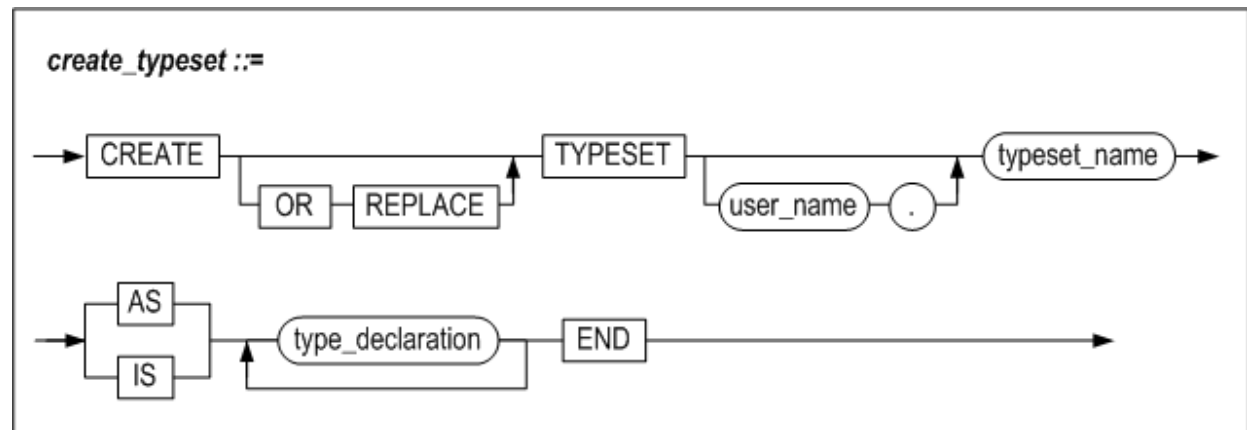 create_typeset ::=
CREATE TYPESET typeset_name
OR REPLACE user_name .
AS
type_declaration END
IS